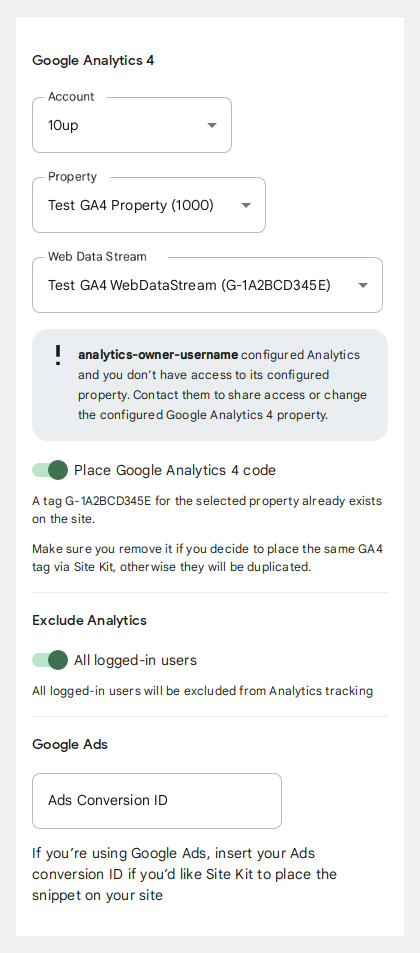 Google Analytics 4
Account
10up
Property
Test GA4 Property (1000)
Web Data Stream
Test GA4 WebDataStream (G-1A2BCD345E)
analytics-owner-username configured Analytics
and you don’t have access to its configured
property. Contact them to share access or change
the configured Google Analytics 4 property.
Place Google Analytics 4 code
A tag G-1A2BCD345E for the selected property already exists
on the site.
Make sure you remove it if you decide to place the same GA4
tag via Site Kit, otherwise they will be duplicated.
Exclude Analytics
All logged-in users
All logged-in users will be excluded from Analytics tracking
Google Ads
Ads Conversion ID
If you’re using Google Ads, insert your Ads
conversion ID if you’d like Site Kit to place the
snippet on your site